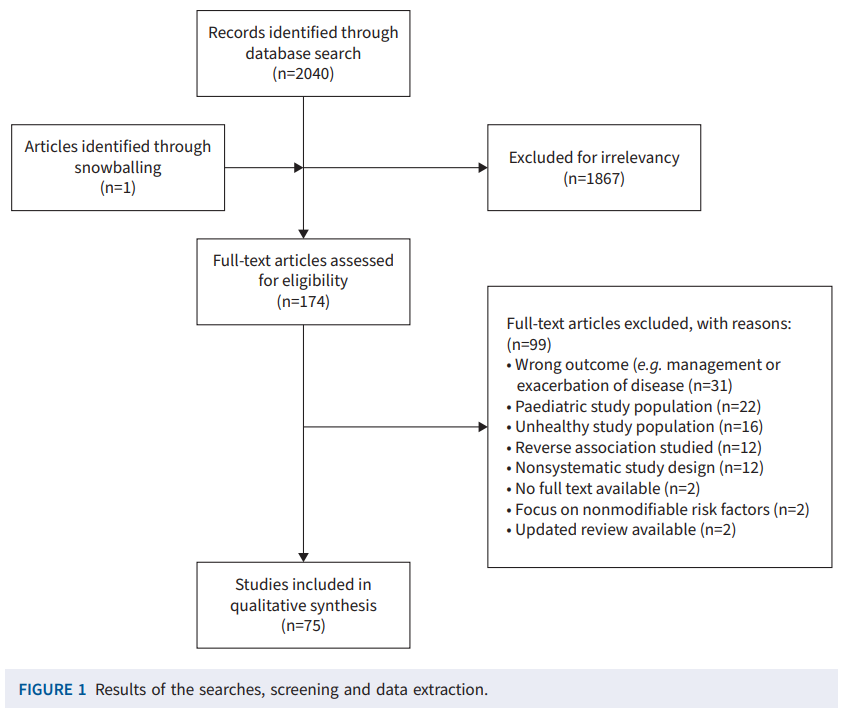 Records identified through
database search
(n=2040)
Articles identified through
snowballing
(n=1)
Excluded for irrelevancy
(n=1867)
Full-text articles assessed
for eligibility
(n=174)
Full-text articles excluded, with reasons:
(n=99)
• Wrong outcome (e.g. management or
exacerbation of disease (n=31)
• Paediatric study population (n=22)
• Unhealthy study population (n=16)
• Reverse association studied (n=12)
• Nonsystematic study design (n=12)
• No full text available (n=2)
• Focus on nonmodifiable risk factors (n=2)
• Updated review available (n=2)
Studies included in
qualitative synthesis
(n=75)
FIGURE 1 Results of the searches, screening and data extraction.